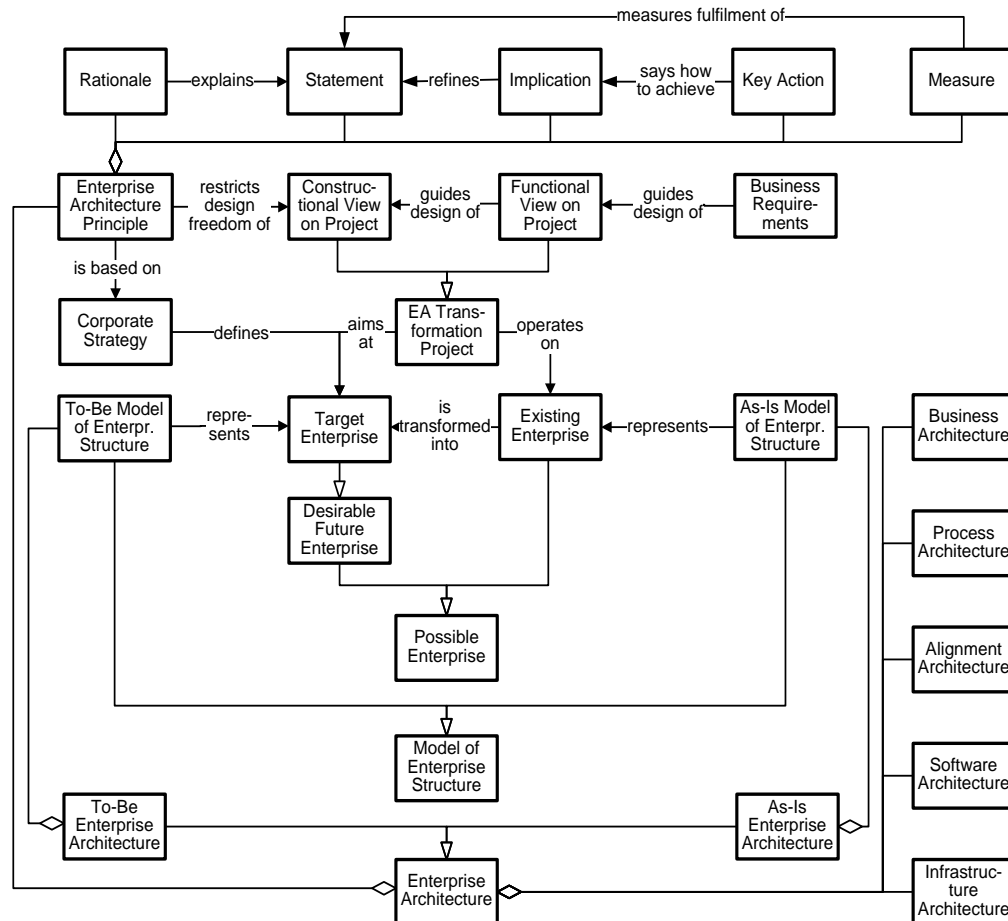 measures fulfilment of
Rationale
explains
Statement
refines
Implication
says how
to achieve
Key Action
Measure
Enterprise
Architecture
Principle
restricts
design
freedom of
Construc-
tional View
on Project
guides
design of
Functional
View on
Project
guides
design of
Business
Require-
ments
is based on
Corporate
Strategy
defines
aims
at
EA Trans-
formation
Project
operates
on
To-Be Model
of Enterpr.
Structure
repre-
sents
Target
Enterprise
is
transformed
into
Existing
Enterprise
represents
As-Is Model
of Enterpr.
Structure
Business
Architecture
Desirable
Future
Enterprise
Process
Architecture
Possible
Enterprise
Alignment
Architecture
Model of
Enterprise
Structure
Software
Architecture
To-Be
Enterprise
Architecture
As-Is
Enterprise
Architecture
Enterprise
Architecture
Infrastruc-
ture
Architecture